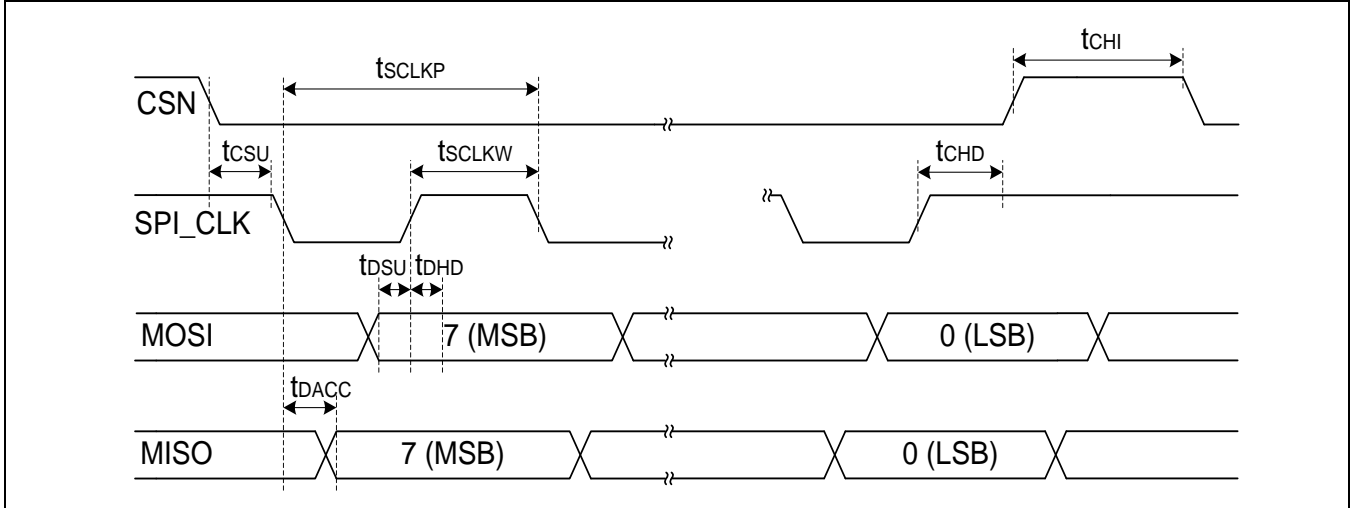 tCHI
tSCLKP
CSN
tCSU tSCLKW tCHD
SPI_CLK
tDSU tDHD
MOSI 7 (MSB) 0 (LSB)
tDACC
MISO 7 (MSB) 0 (LSB)